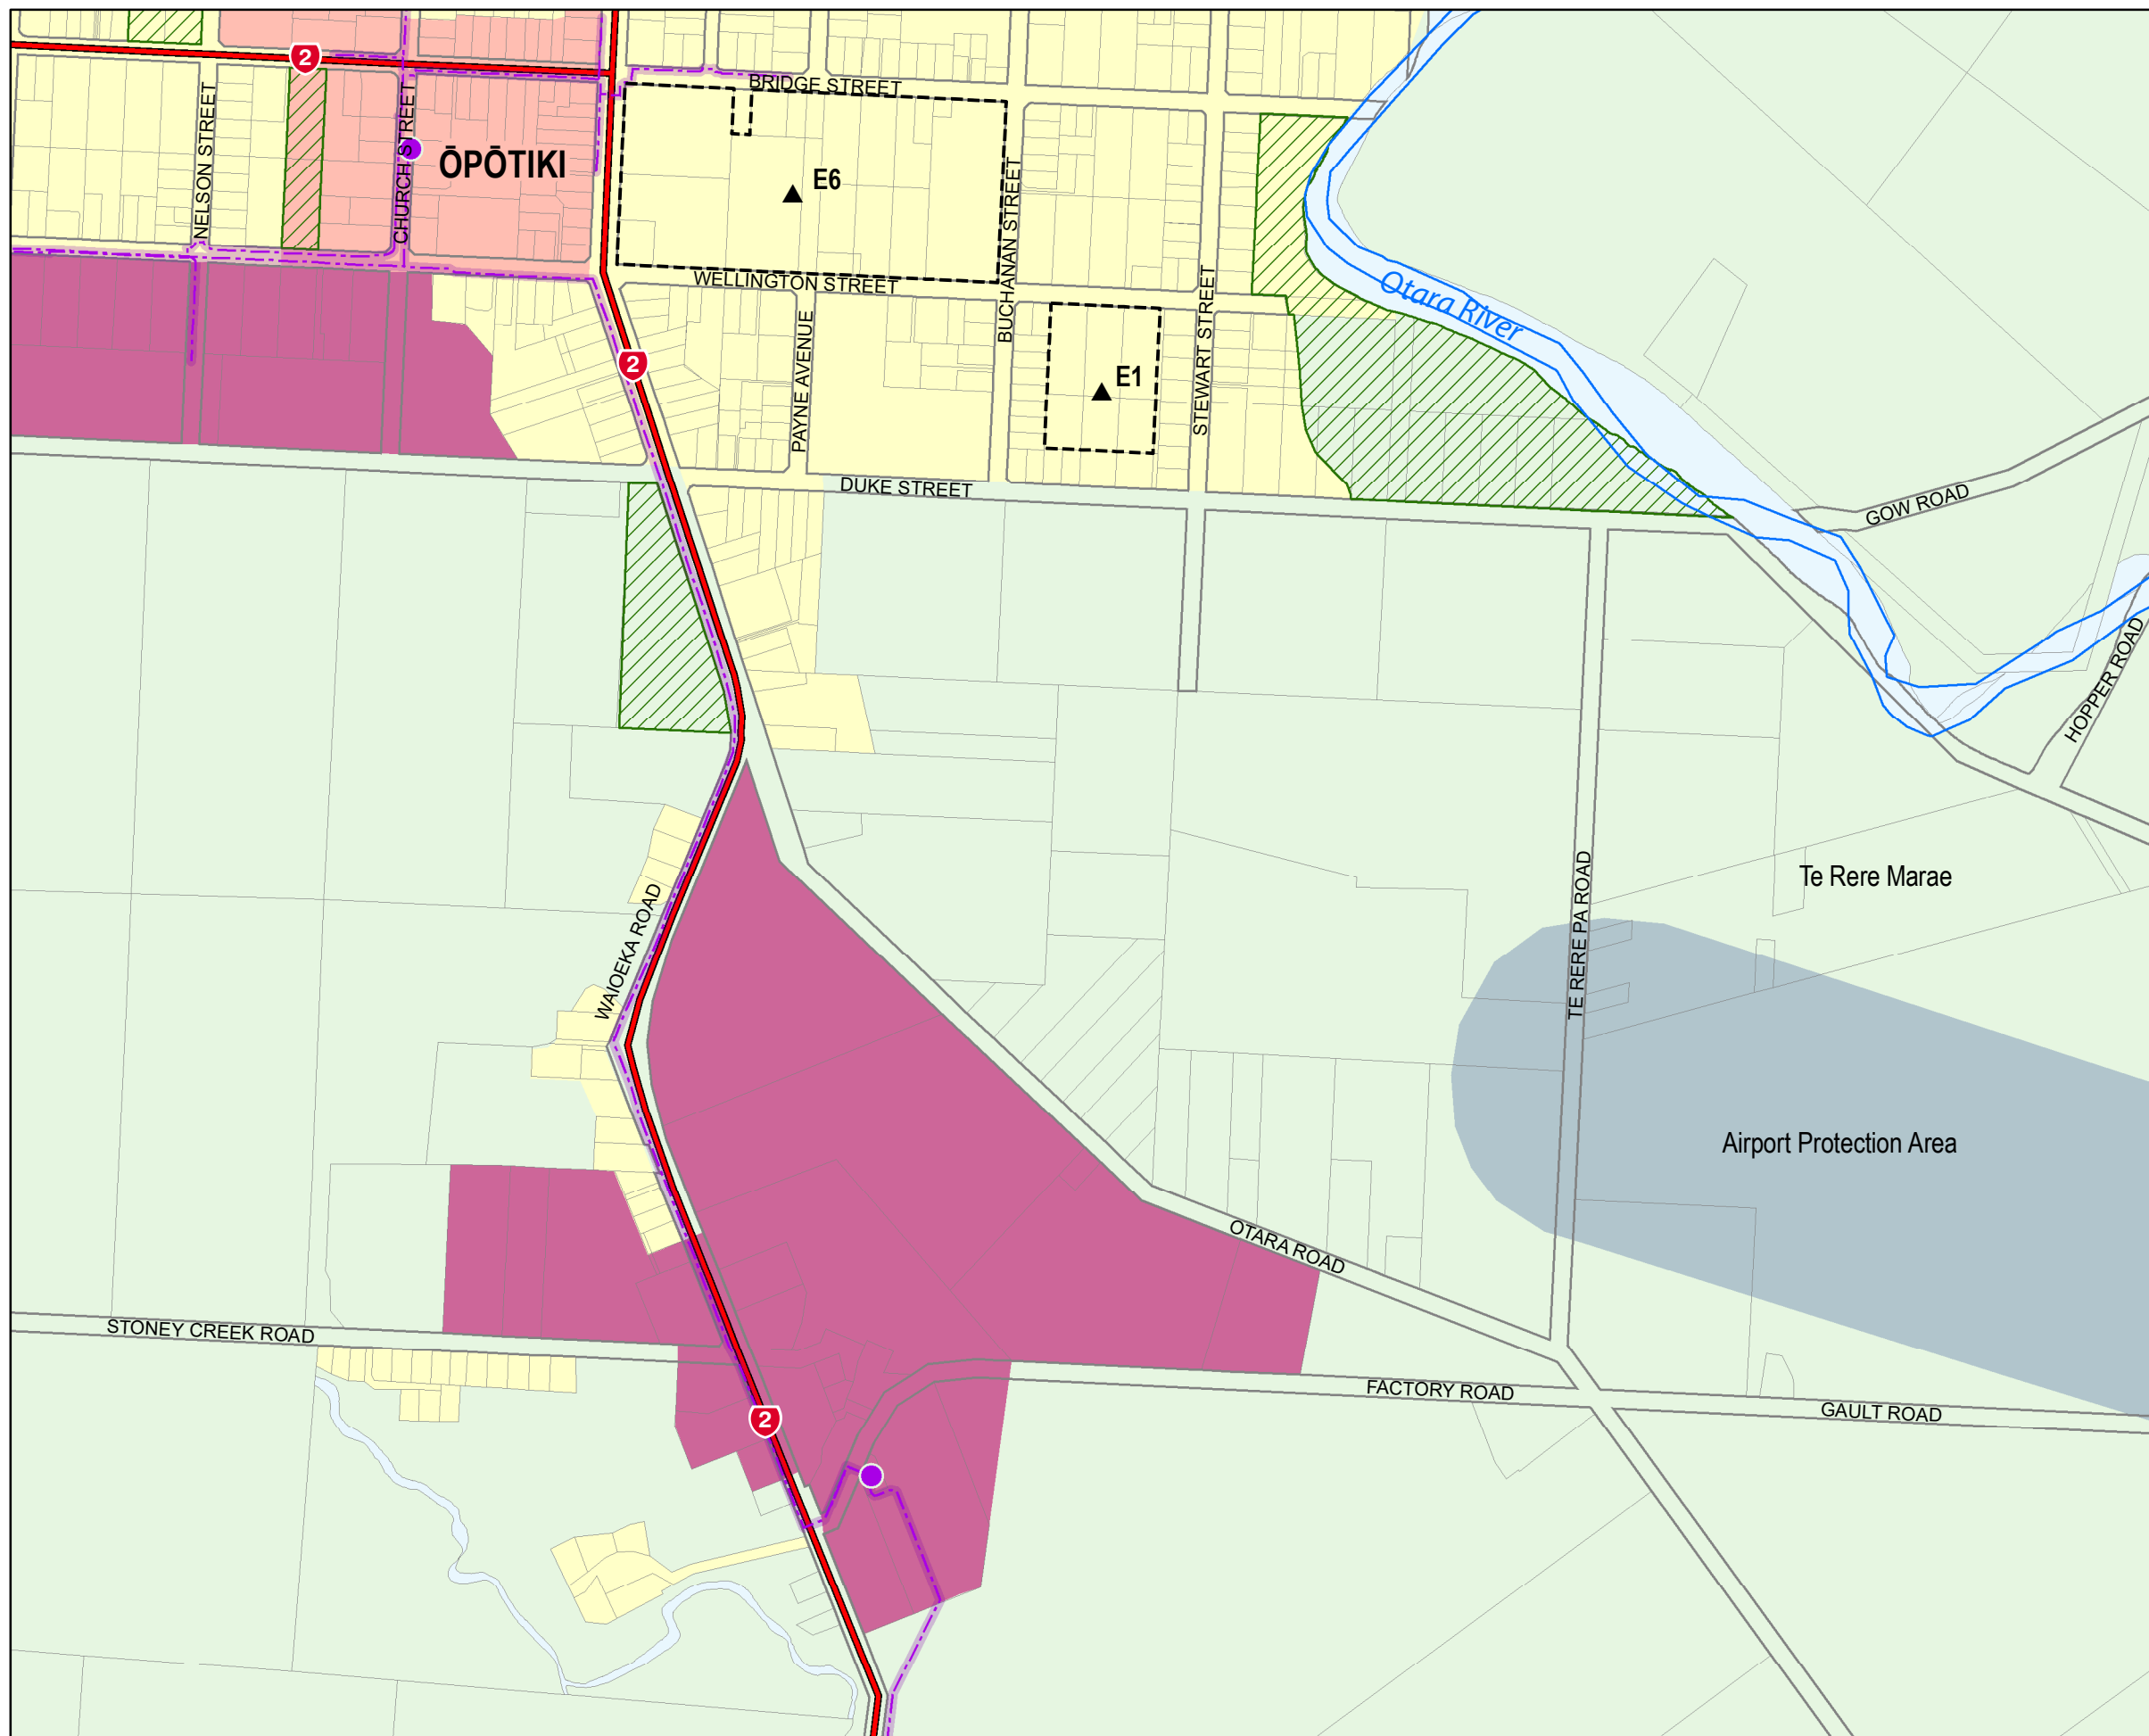 2
BRIDGE STREET
NELSON STREET
CHURCH STREET
ŌPŌTIKI
E6
BUCHANAN STREET
WELLINGTON STREET
Otara River
PAYNE AVENUE
STEWART STREET
2
E1
DUKE STREET
GOW ROAD
HOPPER ROAD
TE RERE PA ROAD
Te Rere Marae
WAIOEKA ROAD
Airport Protection Area
OTARA ROAD
STONEY CREEK ROAD
FACTORY ROAD
GAULT ROAD
2